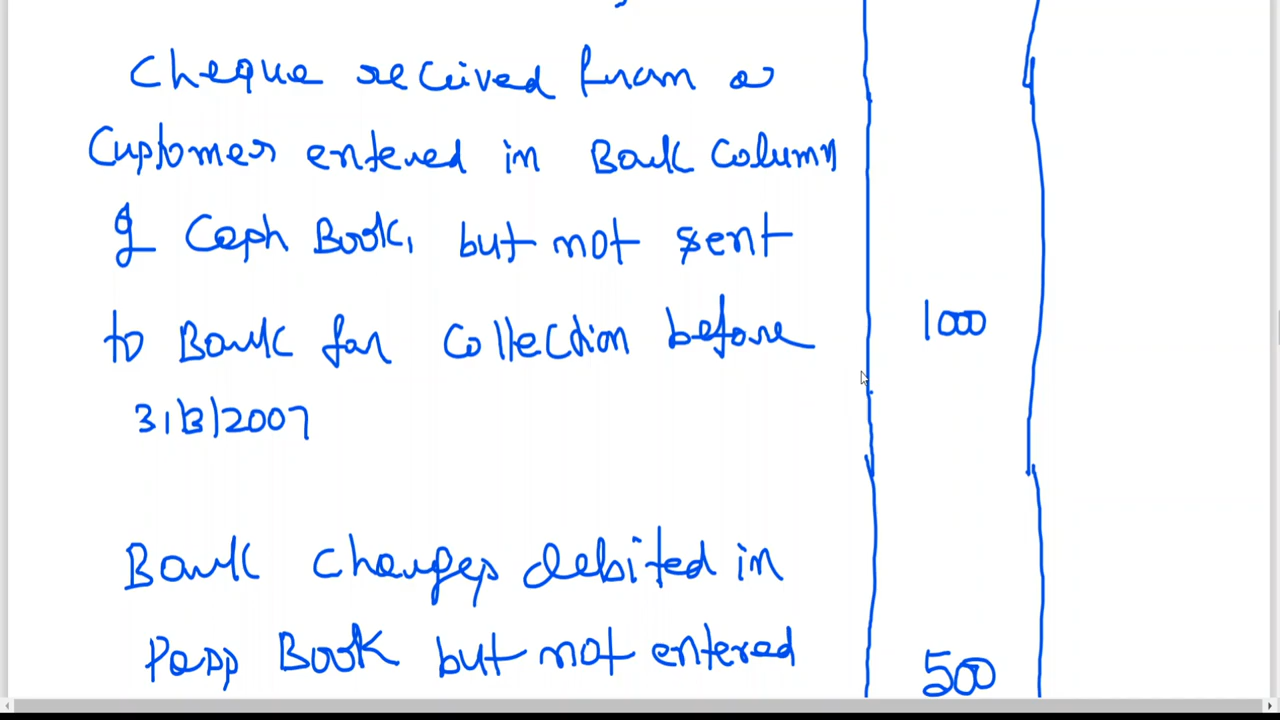 Cheque received from a
Customer entered in Bank Column
of Cash Book, but not sent
to Bank for Collection before
1000
31/3/2007
Bank charges debited in
Pass Book but not entered
500